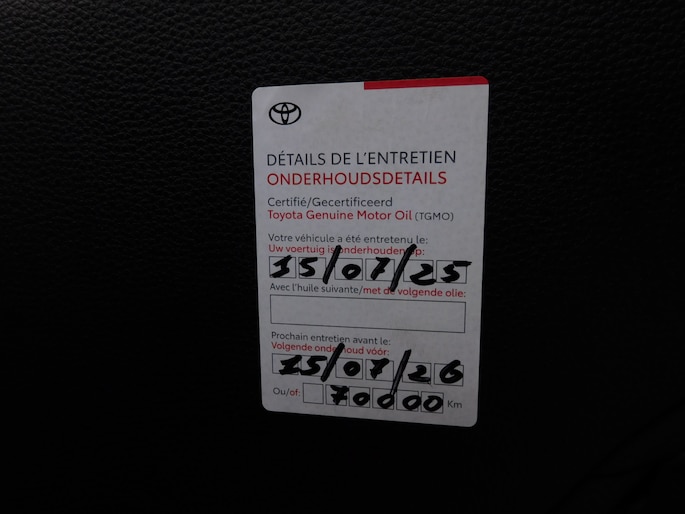 DÉTAILS DE L'ENTRETIEN
ONDERHOUDSDETAILS
Certifié/Gecertificeerd
Toyota Genuine Motor Oil (TGMO)
Votre véhicule a été entretenu le:
Uw voertuig is onderhouden op:
15/07/25
Avec l'huile suivante/met de volgende olie:
Prochain entretien avant le:
Volgende onderhoud vóór:
15/07/26
Ou/of: 70000 Km